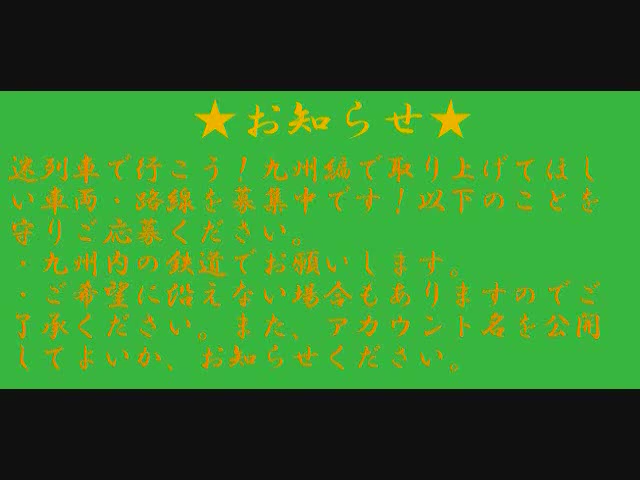 ★お知らせ★
迷列車で行こう！九州編で取り上げてほし
い車両・路線を募集中です！以下のことを
守りご応募ください。
・九州内の鉄道でお願いします。
・ご希望に沿えない場合もありますのでご
了承ください。また、アカウント名を公開
してよいか、お知らせください。